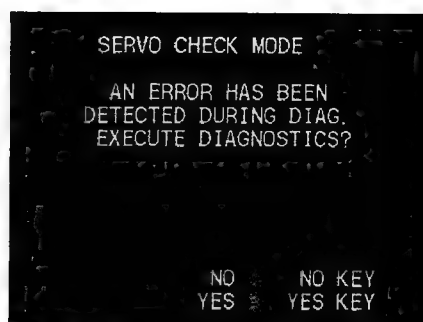 SERVO CHECK MODE
AN ERROR HAS BEEN
DETECTED DURING DIAG.
EXECUTE DIAGNOSTICS?
NO NO KEY
YES YES KEY